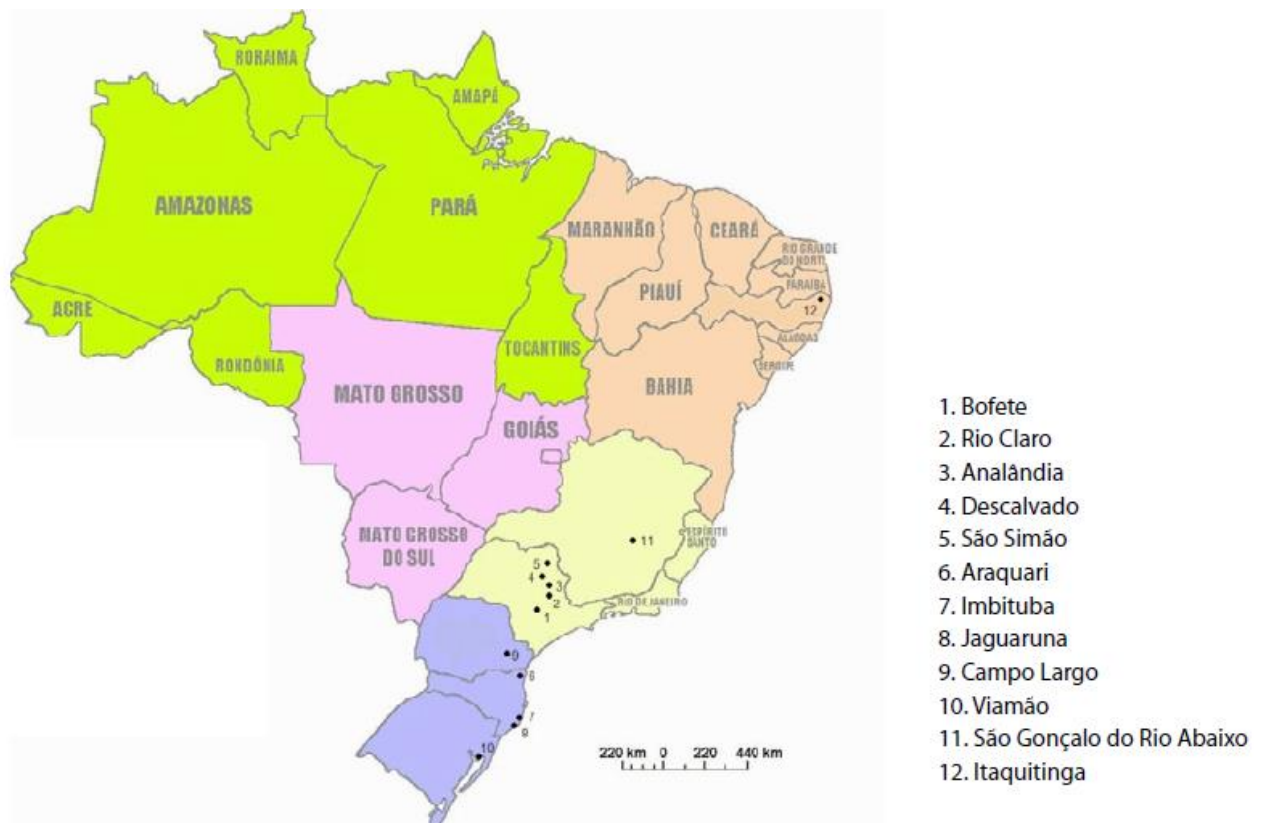 RORAIMA
AMAPÁ
AMAZONAS
PARÁ
MARANHÃO
CEARÁ
RIO GRANDE
DO NORTE
PARAÍBA
PIAUÍ
12
ACRE
ALAGOAS
RONDÔNIA
TOCANTINS
SERGIPE
MATO GROSSO
BAHIA
GOIÁS
MATO GROSSO
DO SUL
ESPÍRITO
SANTO
11
5
4
3
2
RIO DE JANEIRO
1
9
6
7
9
10
220 km 0 220 440 km
1. Bofete
2. Rio Claro
3. Analândia
4. Descalvado
5. São Simão
6. Araquari
7. Imbituba
8. Jaguaruna
9. Campo Largo
10. Viamão
11. São Gonçalo do Rio Abaixo
12. Itaquitinga